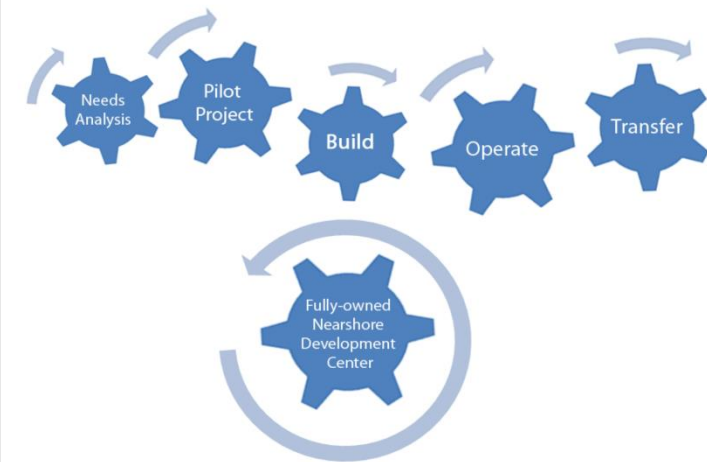 Needs
Analysis
Pilot
Project
Build
Operate
Transfer
Fully-owned
Nearshore
Development
Center